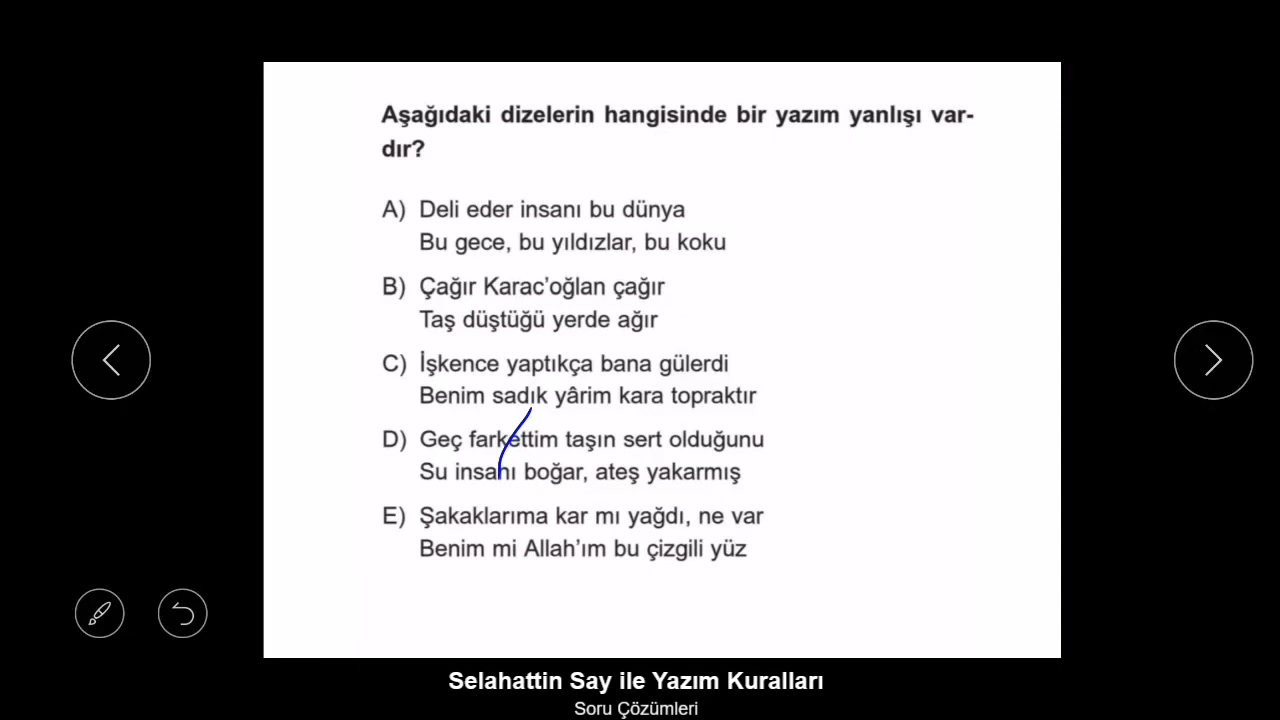 Aşağıdaki dizelerin hangisinde bir yazım yanlışı var-
dır?
A) Deli eder insanı bu dünya
Bu gece, bu yıldızlar, bu koku
B) Çağır Karac’oğlan çağır
Taş düştüğü yerde ağır
C) İşkence yaptıkça bana gülerdi
Benim sadık yârim kara topraktır
D) Geç farkettim taşın sert olduğunu
Su insanı boğar, ateş yakarmış
E) Şakaklarıma kar mı yağdı, ne var
Benim mi Allah’ım bu çizgili yüz
Selahattin Say ile Yazım Kuralları
Soru Çözümleri